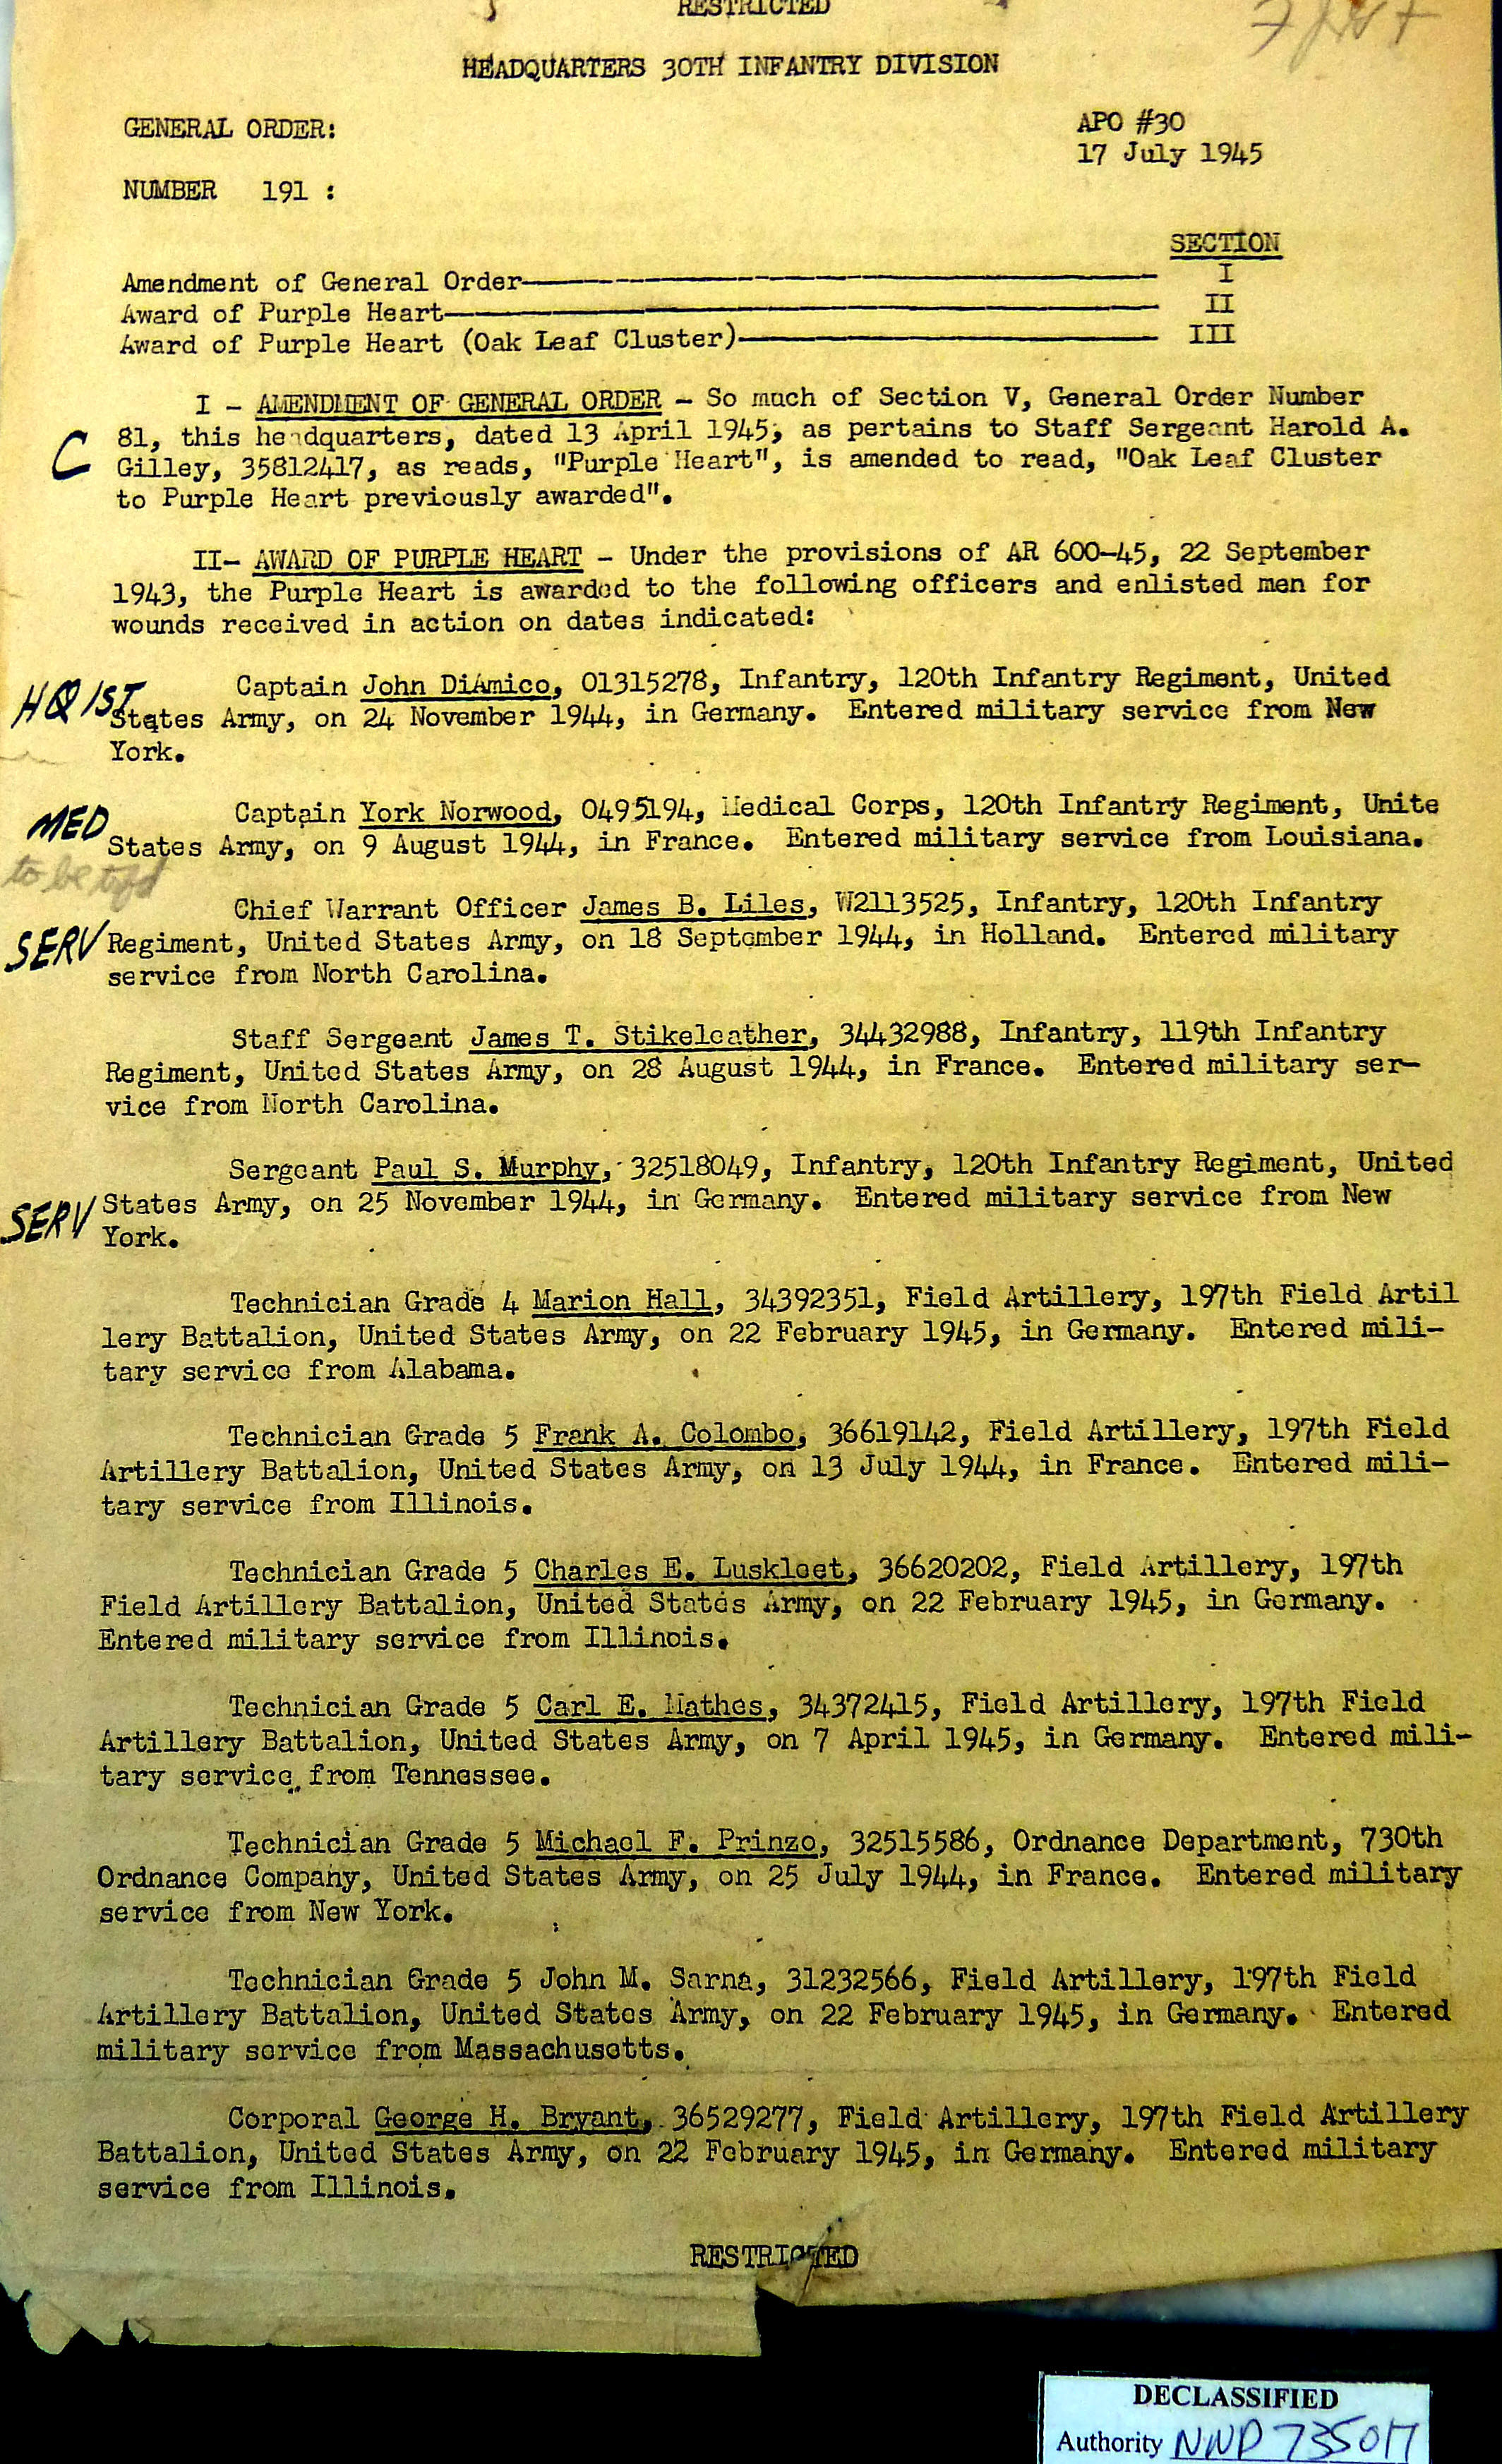 RESTRICTED
HEADQUARTERS 30TH INFANTRY DIVISION
GENERAL ORDER:
APO #30
17 July 1945
NUMBER 191 :
SECTION
Amendment of General Order------------------------------ I
Award of Purple Heart------------------------------ II
Award of Purple Heart (Oak Leaf Cluster)------------------------------ III
I - AMENDMENT OF GENERAL ORDER - So much of Section V, General Order Number
C 81, this headquarters, dated 13 April 1945, as pertains to Staff Sergeant Harold A.
Gilley, 35812417, as reads, "Purple Heart", is amended to read, "Oak Leaf Cluster
to Purple Heart previously awarded".
II- AWARD OF PURPLE HEART - Under the provisions of AR 600-45, 22 September
1943, the Purple Heart is awarded to the following officers and enlisted men for
wounds received in action on dates indicated:
Captain John DiAmico, 01315278, Infantry, 120th Infantry Regiment, United
HQ 1ST States Army, on 24 November 1944, in Germany. Entered military service from New
York.
Captain York Norwood, 0495194, Medical Corps, 120th Infantry Regiment, Unite
MED States Army, on 9 August 1944, in France. Entered military service from Louisiana.
to be
Chief Warrant Officer James B. Liles, W2113525, Infantry, 120th Infantry
SERV Regiment, United States Army, on 18 September 1944, in Holland. Entered military
service from North Carolina.
Staff Sergeant James T. Stikeleather, 34432988, Infantry, 119th Infantry
Regiment, United States Army, on 28 August 1944, in France. Entered military ser-
vice from North Carolina.
Sergeant Paul S. Murphy, 32518049, Infantry, 120th Infantry Regiment, United
SERV States Army, on 25 November 1944, in Germany. Entered military service from New
York.
Technician Grade 4 Marion Hall, 34392351, Field Artillery, 197th Field Artil
lery Battalion, United States Army, on 22 February 1945, in Germany. Entered mili-
tary service from Alabama.
Technician Grade 5 Frank A. Colombo, 36619142, Field Artillery, 197th Field
Artillery Battalion, United States Army, on 13 July 1944, in France. Entered mili-
tary service from Illinois.
Technician Grade 5 Charles E. Luskleet, 36620202, Field Artillery, 197th
Field Artillery Battalion, United States Army, on 22 February 1945, in Germany.
Entered military service from Illinois.
Technician Grade 5 Carl E. Mathes, 34372415, Field Artillery, 197th Field
Artillery Battalion, United States Army, on 7 April 1945, in Germany. Entered mili-
tary service from Tennessee.
Technician Grade 5 Michael F. Prinzo, 32515586, Ordnance Department, 730th
Ordnance Company, United States Army, on 25 July 1944, in France. Entered military
service from New York.
Technician Grade 5 John M. Sarna, 31232566, Field Artillery, 197th Field
Artillery Battalion, United States Army, on 22 February 1945, in Germany. Entered
military service from Massachusetts.
Corporal George H. Bryant, 36529277, Field Artillery, 197th Field Artillery
Battalion, United States Army, on 22 February 1945, in Germany. Entered military
service from Illinois.
RESTRICTED
DECLASSIFIED
Authority NND 735017